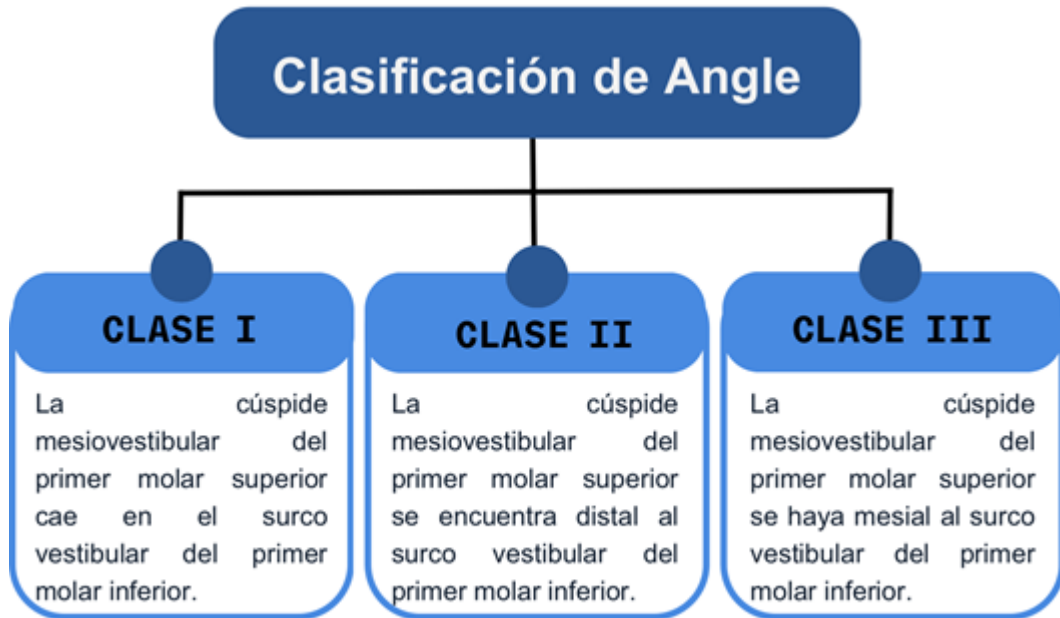 Clasificación de Angle
CLASE I
La cúspide
mesiovestibular del
primer molar superior
cae en el surco
vestibular del primer
molar inferior.
CLASE II
La cúspide
mesiovestibular del
primer molar superior
se encuentra distal al
surco vestibular del
primer molar inferior.
CLASE III
La cúspide
mesiovestibular del
primer molar superior
se haya mesial al surco
vestibular del primer
molar inferior.